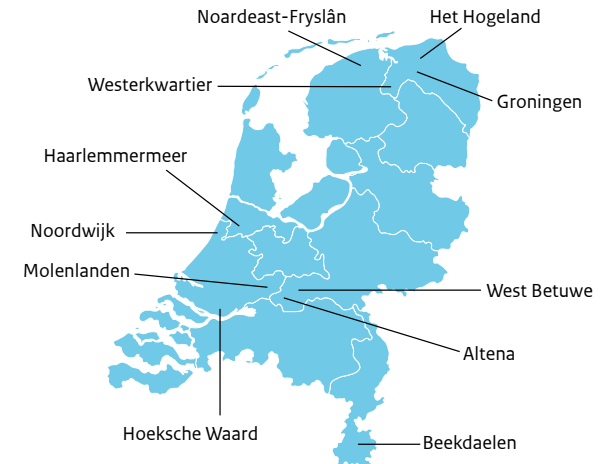 Noardeast-Fryslân
Het Hogeland
Westerkwartier
Groningen
Haarlemmermeer
Noordwijk
Molenlanden
West Betuwe
Altena
Hoeksche Waard
Beekdaelen